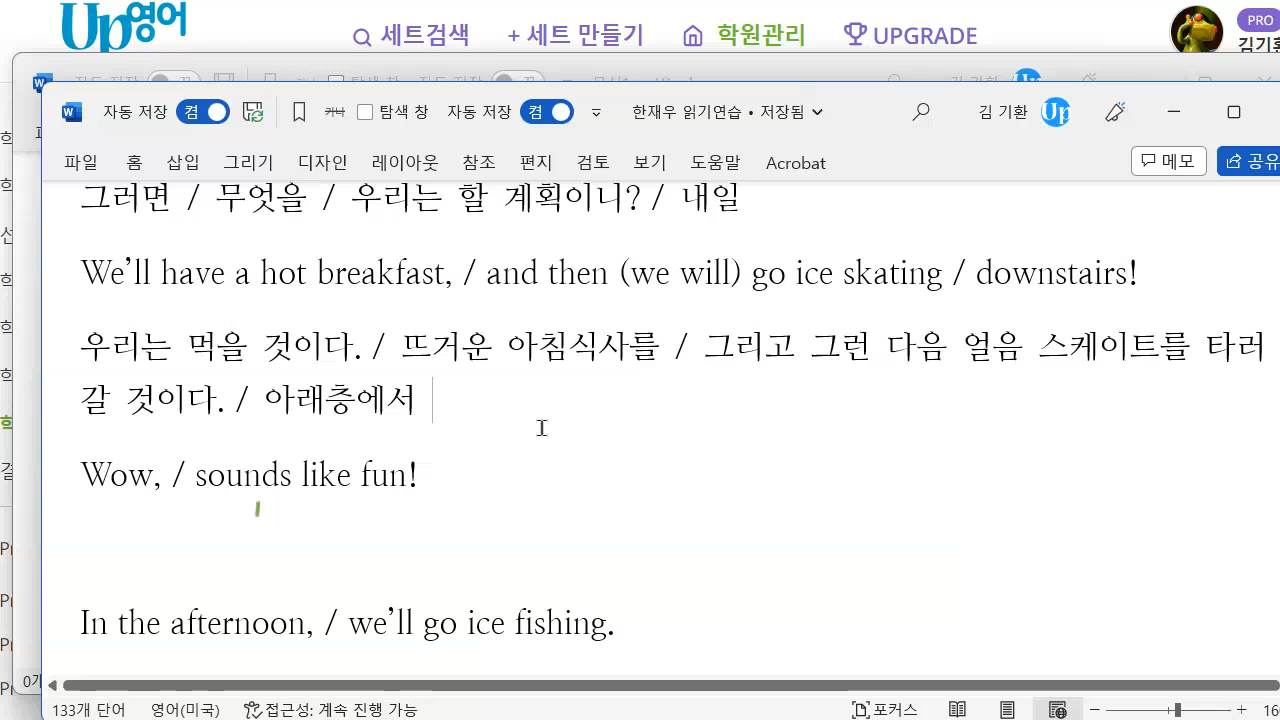 Up영어
세트검색
+ 세트 만들기
학원관리
UPGRADE
PRO
김기환
자동 저장 켬
가나
탐색 창
자동 저장 켬
한재우 읽기연습 • 저장됨
김 기환
Up
파일 홈 삽입 그리기 디자인 레이아웃 참조 편지 검토 보기 도움말 Acrobat
메모
공유
그러면 / 무엇을 / 우리는 할 계획이니? / 내일
We’ll have a hot breakfast, / and then (we will) go ice skating / downstairs!
우리는 먹을 것이다. / 뜨거운 아침식사를 / 그리고 그런 다음 얼음 스케이트를 타러
갈 것이다. / 아래층에서
Wow, / sounds like fun!
In the afternoon, / we’ll go ice fishing.
133개 단어 영어(미국) 접근성: 계속 진행 가능
포커스